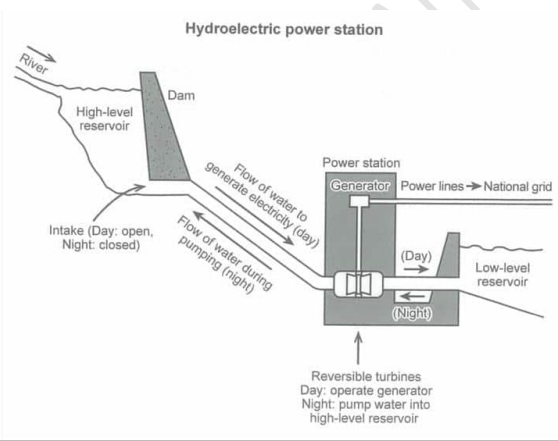 Hydroelectric power station
River
High-level
reservoir
Dam
Intake (Day: open,
Night: closed)
Flow of water to
generate electricity (day)
Flow of water during
pumping (night)
Power station
Generator
Power lines → National grid
(Day)
(Night)
Low-level
reservoir
Reversible turbines
Day: operate generator
Night: pump water into
high-level reservoir